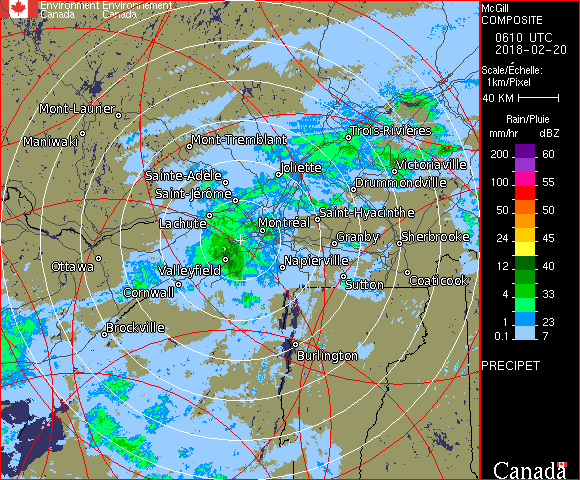 Environment Environnement
Canada Canada
McGill
COMPOSITE
0610 UTC
2018-02-20
Scale/Échelle:
1km/Pixel
40 KM
Rain/Pluie
mm/hr dBZ
200 60
100 55
50 50
24 45
12 40
4 33
1 23
0.1 7
PRECIPET
Canada
Mont-Laurier
Maniwaki
Mont-Tremblant
Trois-Rivières
Joliette
Victoriaville
Sainte-Adèle
Drummondville
Saint-Jérôme
Saint-Hyacinthe
Lachute
Montréal
Granby
Sherbrooke
Ottawa
Valleyfield
Napierville
Coaticook
Cornwall
Sutton
Brockville
Burlington